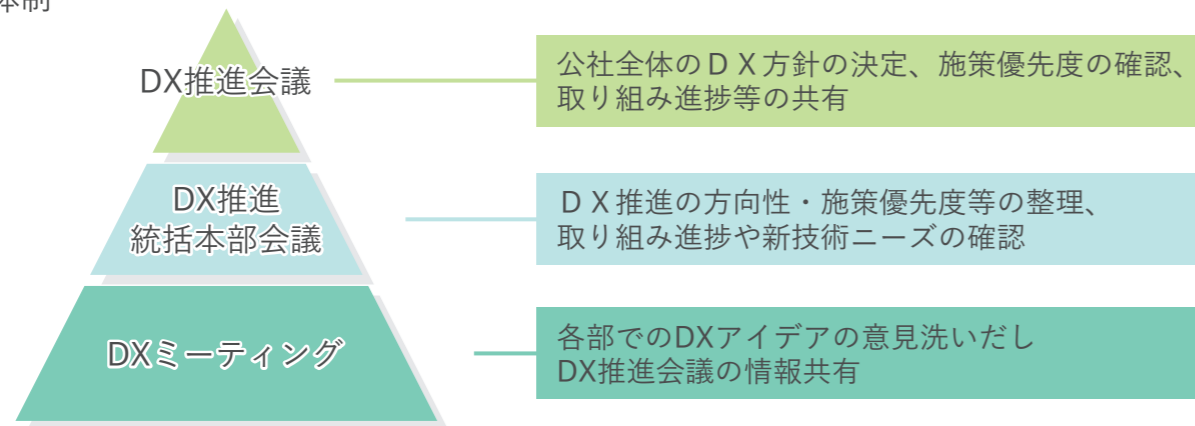 体制
DX推進会議
公社全体のＤＸ方針の決定、施策優先度の確認、
取り組み進捗等の共有
DX推進
統括本部会議
ＤＸ推進の方向性・施策優先度等の整理、
取り組み進捗や新技術ニーズの確認
DXミーティング
各部でのDXアイデアの意見洗いだし
DX推進会議の情報共有